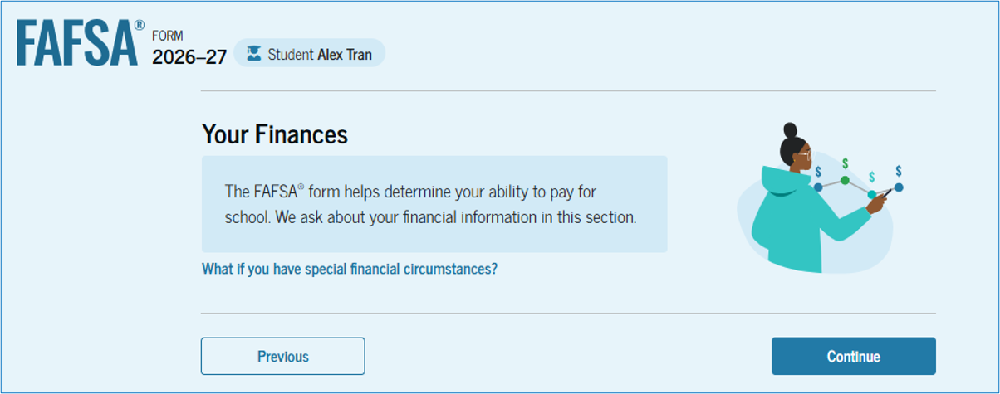 FAFSA®
FORM
2026–27
Student Alex Tran
Your Finances
The FAFSA® form helps determine your ability to pay for
school. We ask about your financial information in this section.
What if you have special financial circumstances?
$ $ $ $
Previous
Continue